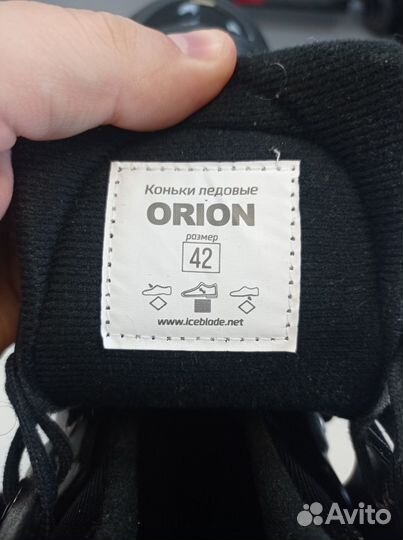 Коньки ледовые
ORION
размер
42
www.iceblade.net
Avito